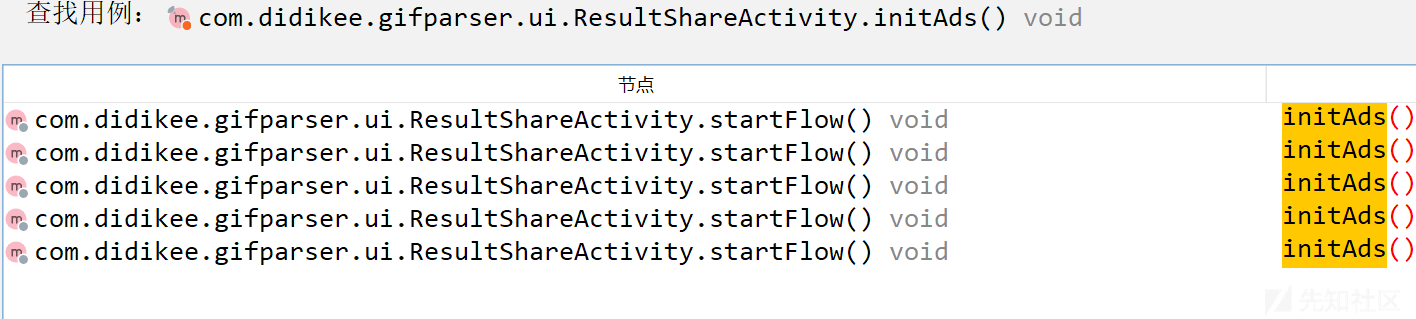 查找用例： com.didikee.gifparser.ui.ResultShareActivity.initAds() void
节点
com.didikee.gifparser.ui.ResultShareActivity.startFlow() void initAds()
com.didikee.gifparser.ui.ResultShareActivity.startFlow() void initAds()
com.didikee.gifparser.ui.ResultShareActivity.startFlow() void initAds()
com.didikee.gifparser.ui.ResultShareActivity.startFlow() void initAds()
com.didikee.gifparser.ui.ResultShareActivity.startFlow() void initAds()
先知社区